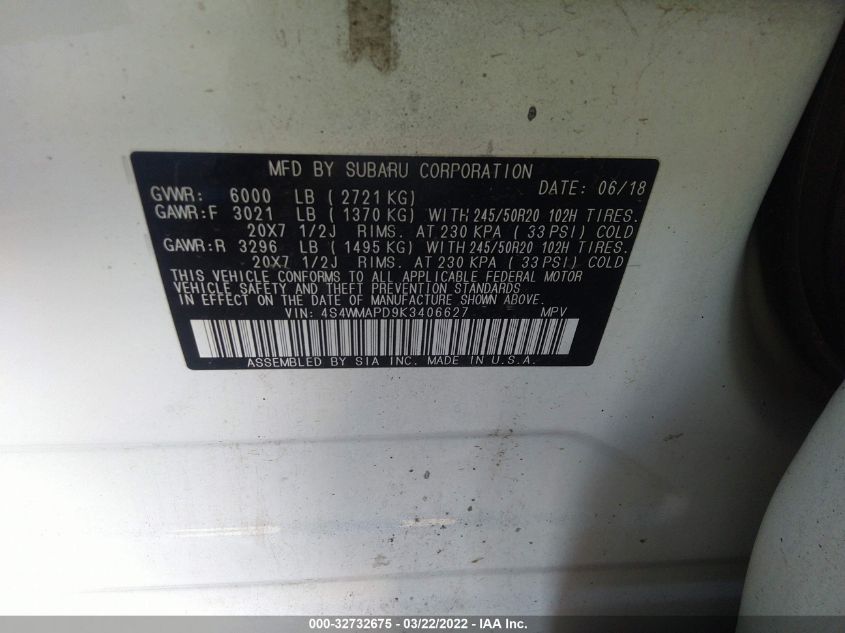 MFD BY SUBARU CORPORATION
GVWR: 6000 LB ( 2721 KG) DATE: 06/18
GAWR:F 3021 LB ( 1370 KG) WITH 245/50R20 102H TIRES.
20X7 1/2J RIMS. AT 230 KPA ( 33 PSI) COLD
GAWR:R 3296 LB ( 1495 KG) WITH 245/50R20 102H TIRES.
20X7 1/2J RIMS. AT 230 KPA ( 33 PSI) COLD
THIS VEHICLE CONFORMS TO ALL APPLICABLE FEDERAL MOTOR
VEHICLE SAFETY AND THEFT PREVENTION STANDARDS
IN EFFECT ON THE DATE OF MANUFACTURE SHOWN ABOVE.
VIN: 4S4WMAPD9K3406627 MPV
ASSEMBLED BY SIA INC. MADE IN U.S.A.
000-32732675 - 03/22/2022 - IAA Inc.